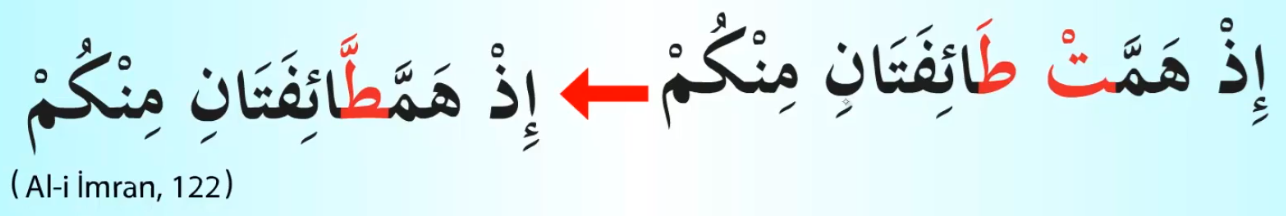 إِذْ هَمَّتْ طَائِفَتَانِ مِنْكُمْ ← إِذْ هَمَّطَّائِفَتَانِ مِنْكُمْ
(Al-i İmran, 122)